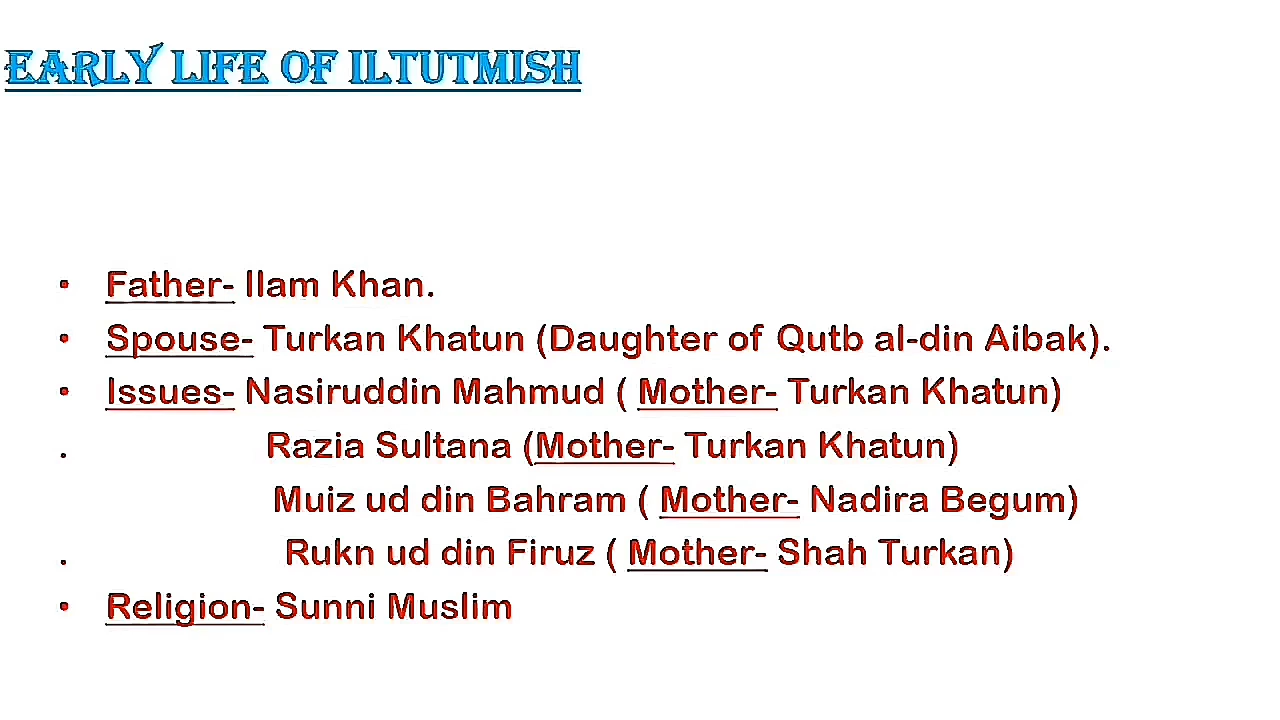 EARLY LIFE OF ILTUTMISH
• Father- Ilam Khan.
• Spouse- Turkan Khatun (Daughter of Qutb al-din Aibak).
• Issues- Nasiruddin Mahmud ( Mother- Turkan Khatun)
. Razia Sultana (Mother- Turkan Khatun)
Muiz ud din Bahram ( Mother- Nadira Begum)
. Rukn ud din Firuz ( Mother- Shah Turkan)
• Religion- Sunni Muslim